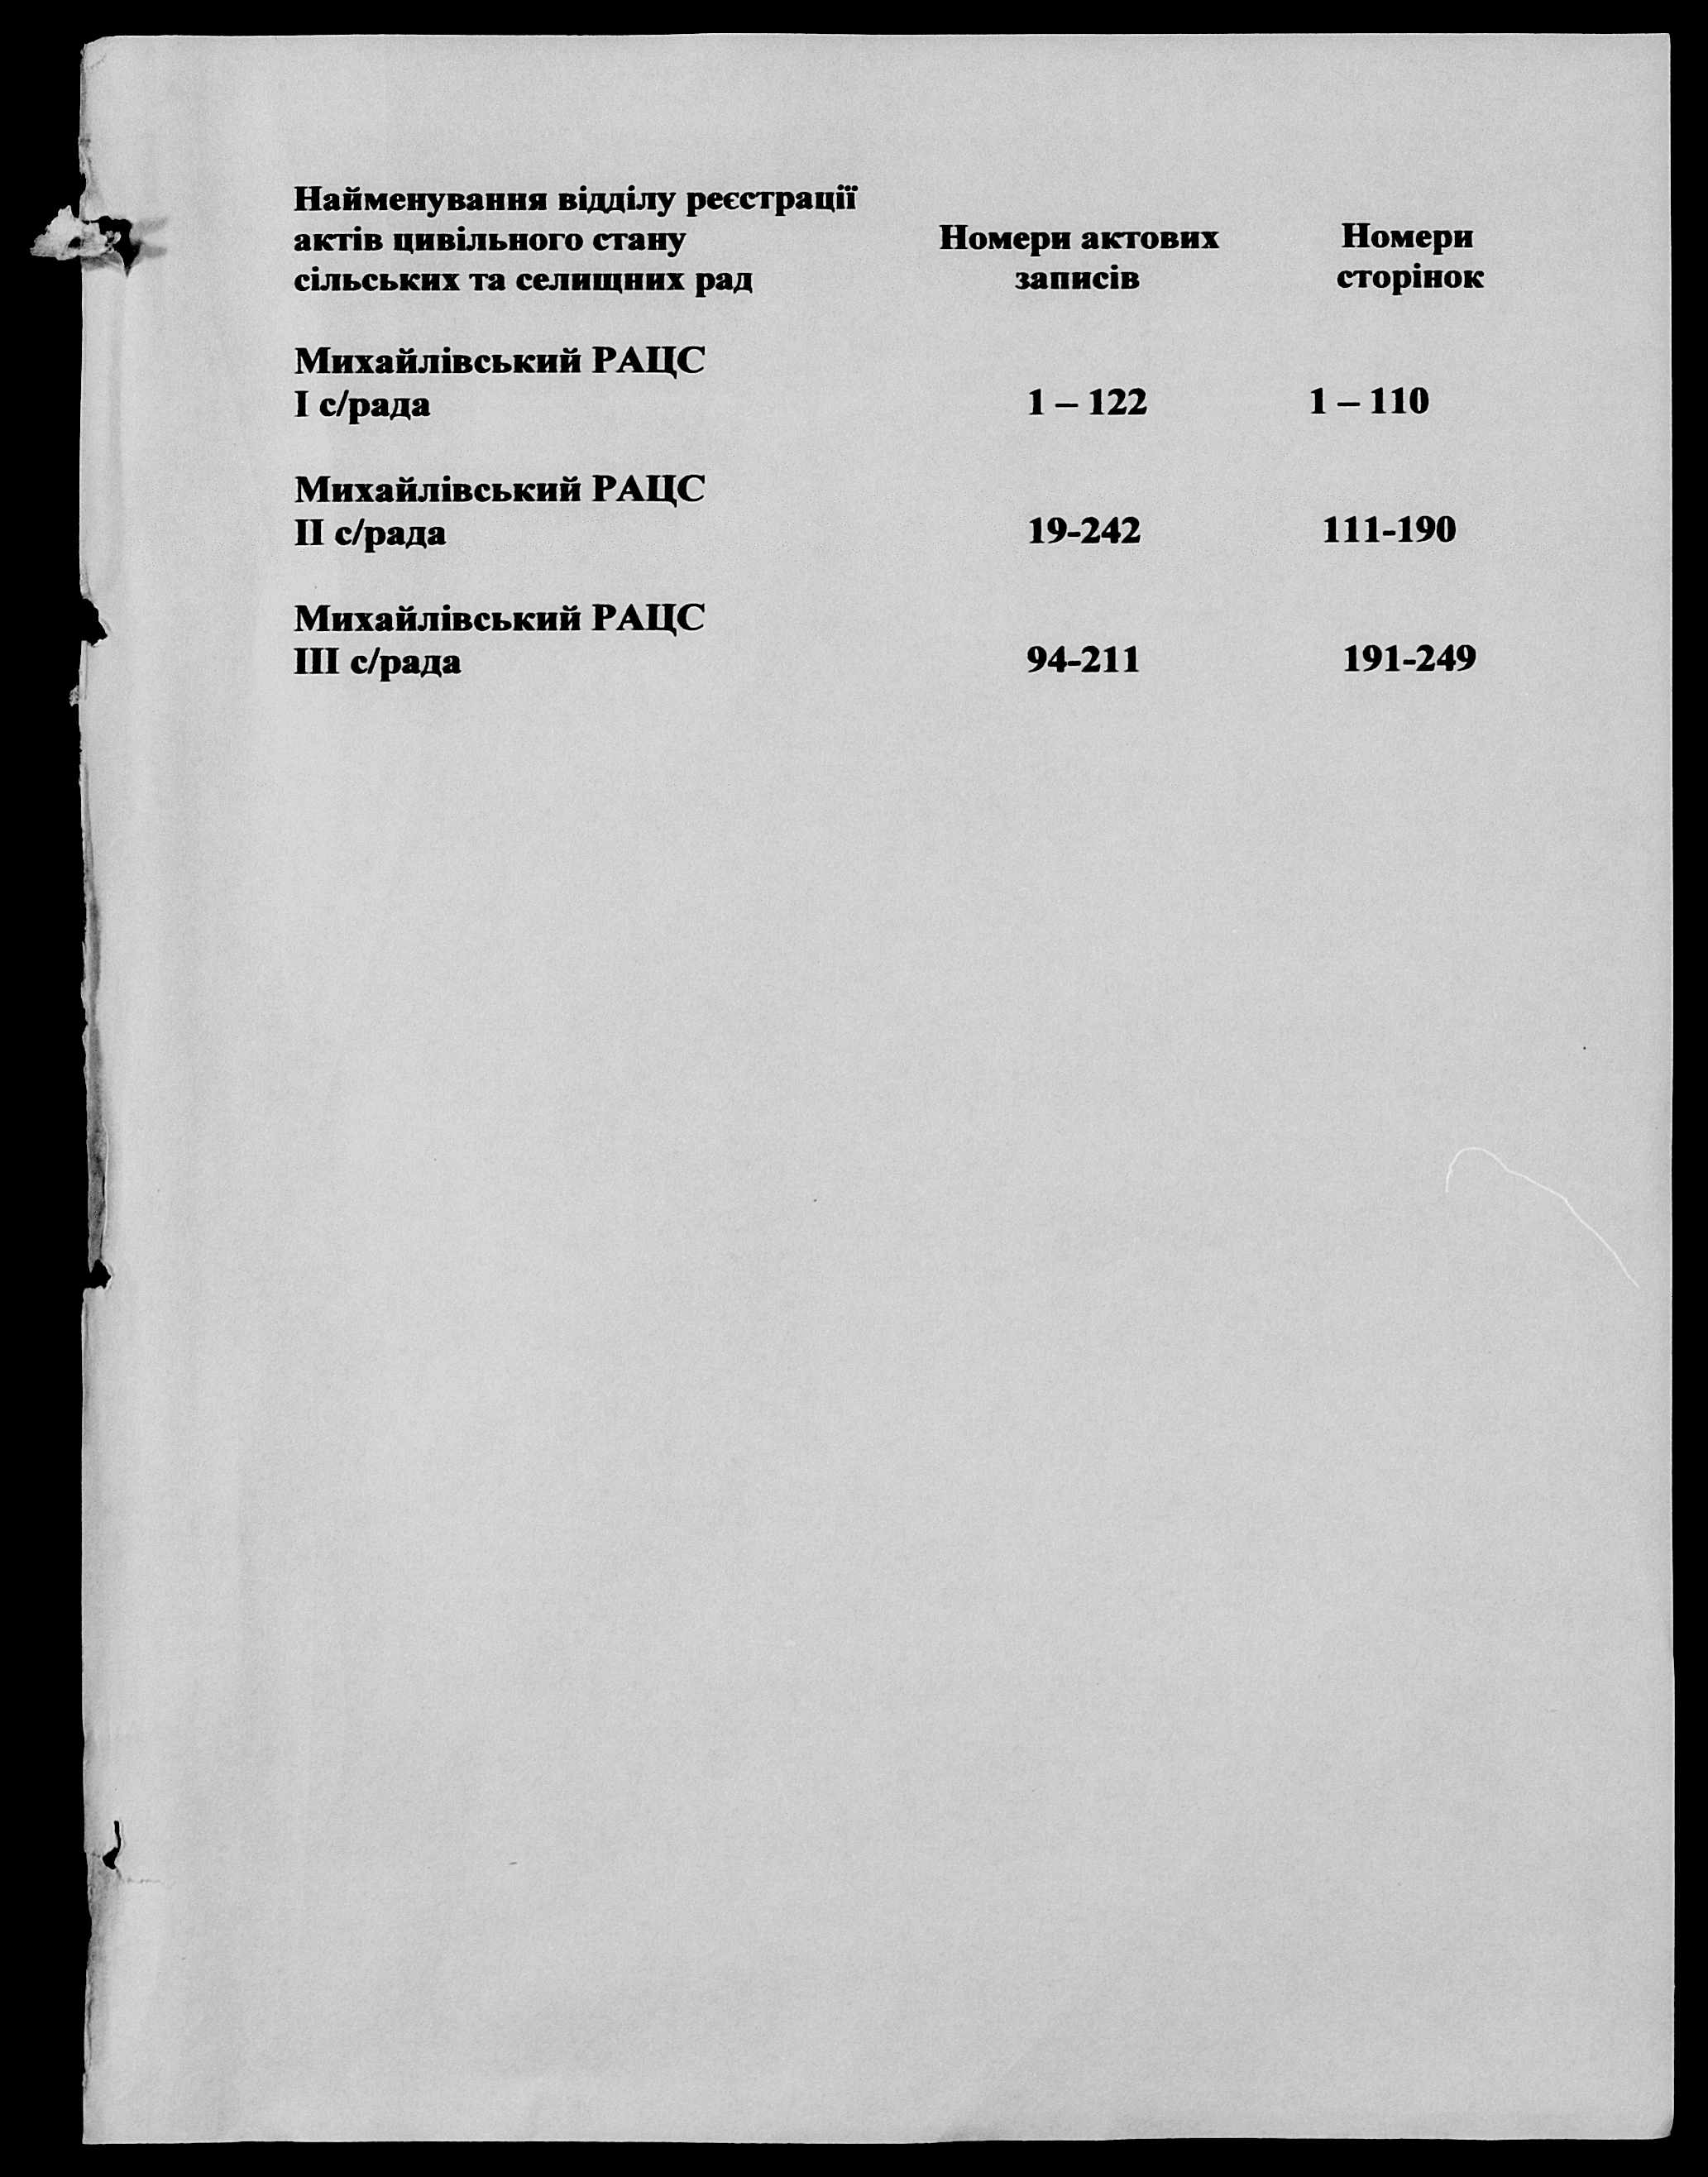 Найменування відділу реєстрації
актів цивільного стану
сільських та селищних рад
Номери актових
записів
Номери
сторінок
Михайлівський РАЦС
І с/рада 1 – 122 1 – 110
Михайлівський РАЦС
ІІ с/рада 19-242 111-190
Михайлівський РАЦС
ІІІ с/рада 94-211 191-249